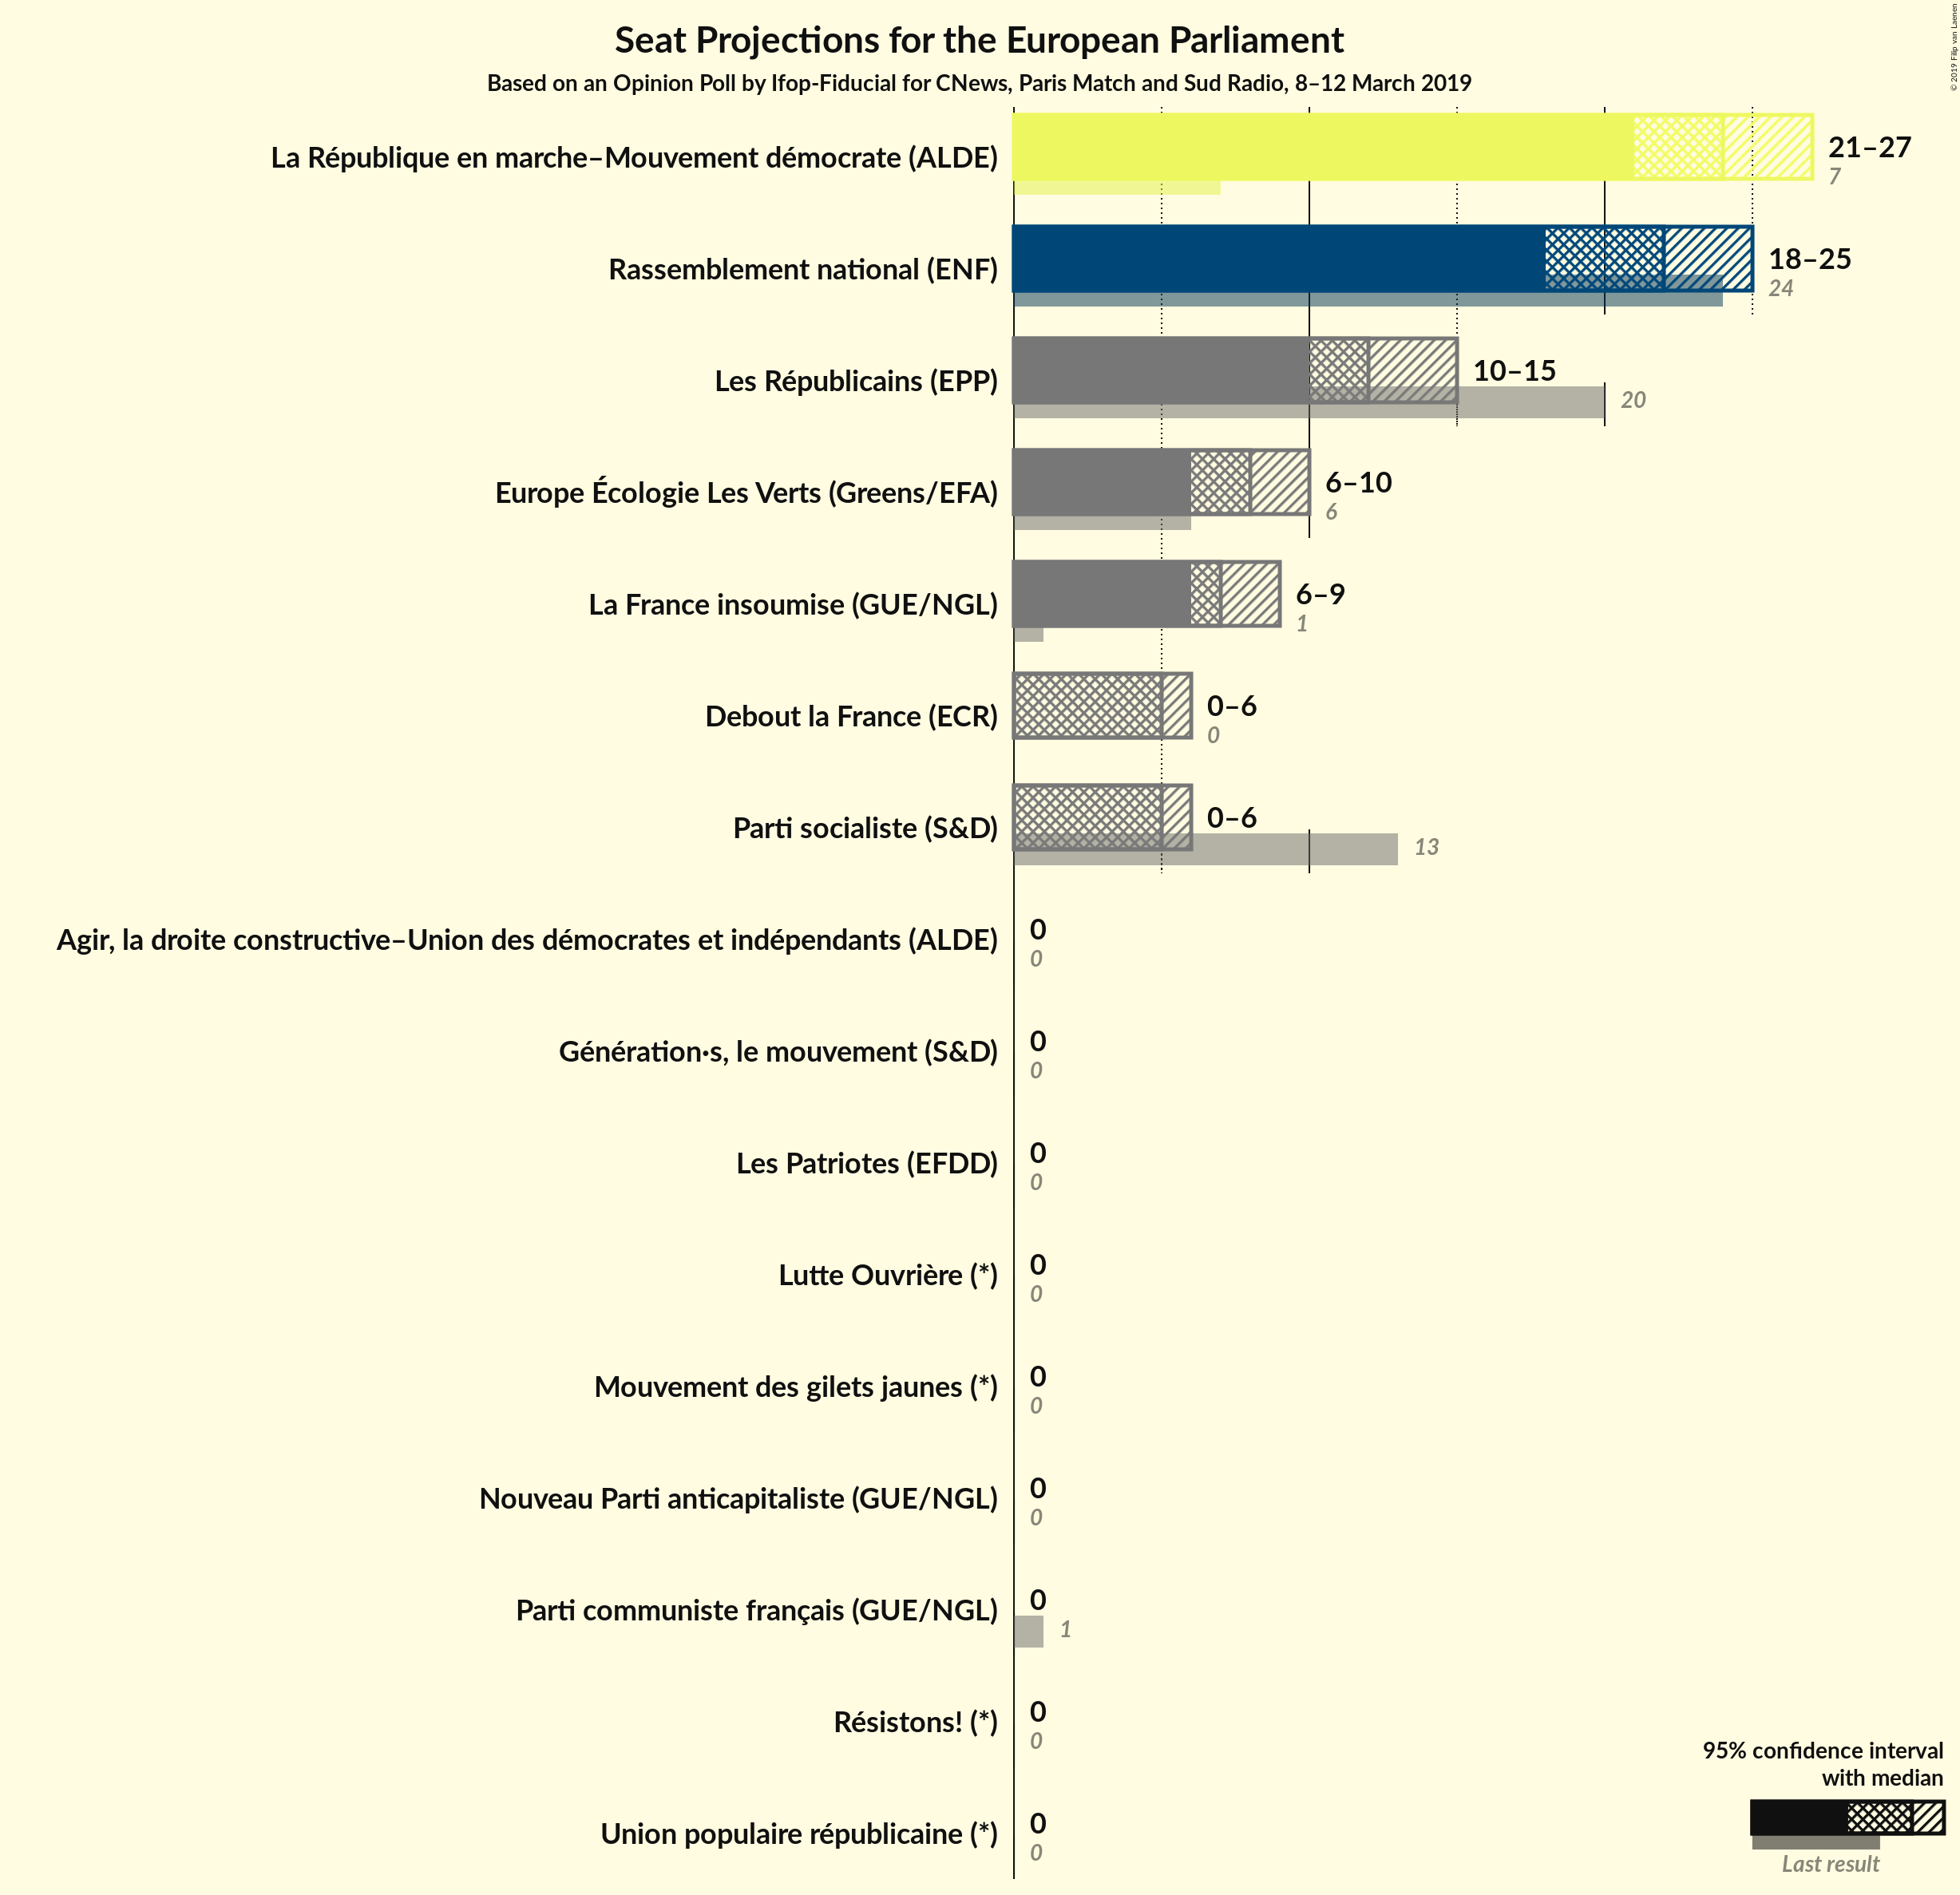 Seat Projections for the European Parliament
Based on an Opinion Poll by Ifop-Fiducial for CNews, Paris Match and Sud Radio, 8–12 March 2019
© 2019 Filip van Laenen
La République en marche–Mouvement démocrate (ALDE)
21–27
7
Rassemblement national (ENF)
18–25
24
Les Républicains (EPP)
10–15
20
Europe Écologie Les Verts (Greens/EFA)
6–10
6
La France insoumise (GUE/NGL)
6–9
1
Debout la France (ECR)
0–6
0
Parti socialiste (S&D)
0–6
13
Agir, la droite constructive–Union des démocrates et indépendants (ALDE)
0
0
Génération·s, le mouvement (S&D)
0
0
Les Patriotes (EFDD)
0
0
Lutte Ouvrière (*)
0
0
Mouvement des gilets jaunes (*)
0
0
Nouveau Parti anticapitaliste (GUE/NGL)
0
0
Parti communiste français (GUE/NGL)
0
1
Résistons! (*)
0
0
Union populaire républicaine (*)
0
0
95% confidence interval
with median
Last result